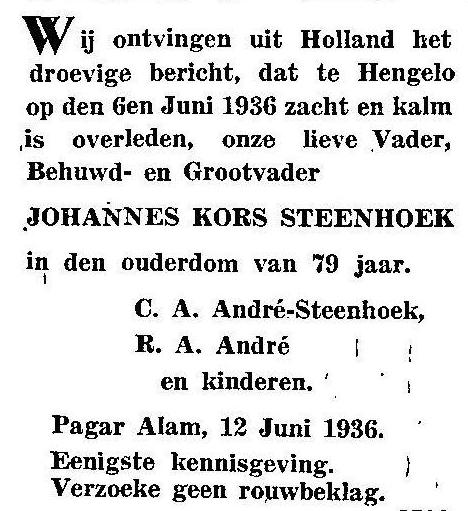 Wij ontvingen uit Holland het
droevige bericht, dat te Hengelo
op den 6en Juni 1936 zacht en kalm
is overleden, onze lieve Vader,
Behuwd- en Grootvader
JOHANNES KORS STEENHOEK
in den ouderdom van 79 jaar.
C. A. André-Steenhoek,
R. A. André
en kinderen.
Pagar Alam, 12 Juni 1936.
Eenigste kennisgeving.
Verzoeke geen rouwbeklag.